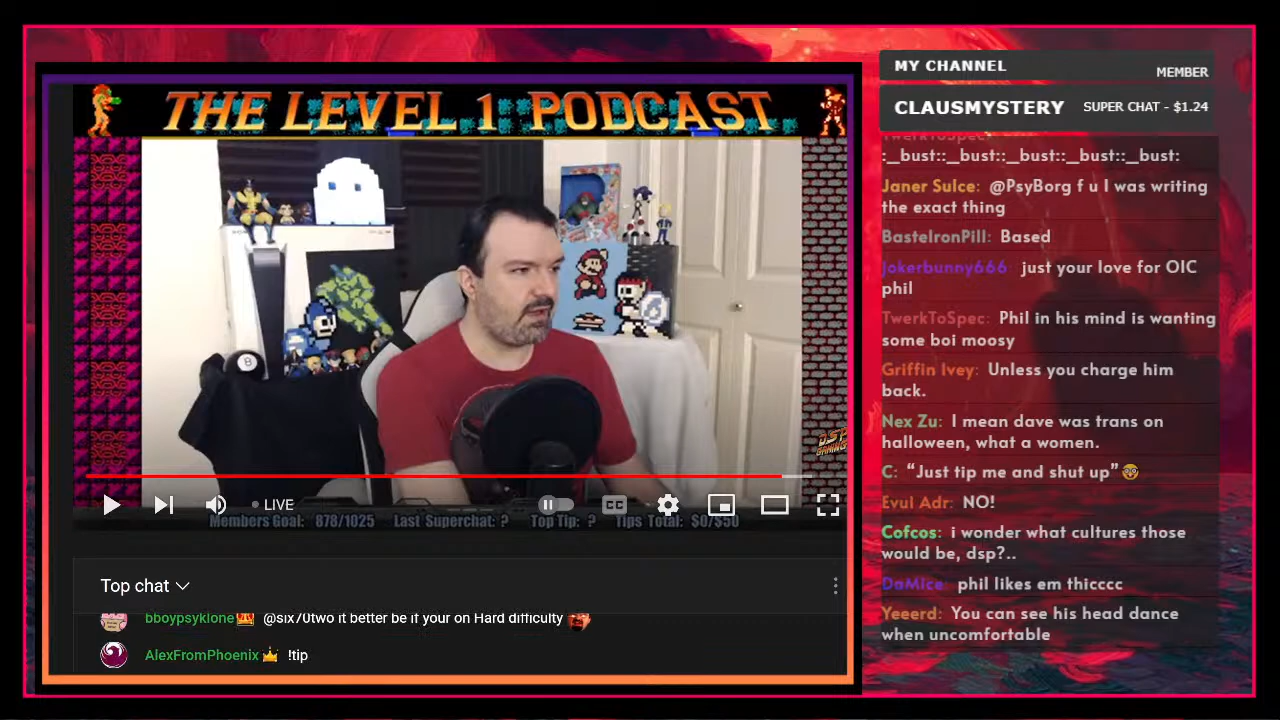 THE LEVEL 1 PODCAST
8
DSP
GAMING
LIVE
CC
Members Goal: 878/1025 Last Superchat: ? Top Tip: ? Tips Total: $0/$50
Top chat
bboypsyklone @six70two it better be if your on Hard difficulty
AlexFromPhoenix !tip
MY CHANNEL MEMBER
CLAUSMYSTERY SUPER CHAT - $1.24
TwerkToSpec:
:_bust::_bust::_bust::_bust::_bust:
Janer Sulce: @PsyBorg f u I was writing
the exact thing
BasteIronPill: Based
Jokerbunny666: just your love for OIC
phil
TwerkToSpec: Phil in his mind is wanting
some boi moosy
Griffin Ivey: Unless you charge him
back.
Nex Zu: I mean dave was trans on
halloween, what a women.
C: “Just tip me and shut up”🤓
Evul Adr: NO!
Cofcos: i wonder what cultures those
would be, dsp?..
DaMice: phil likes em thicccc
Yeeerd: You can see his head dance
when uncomfortable